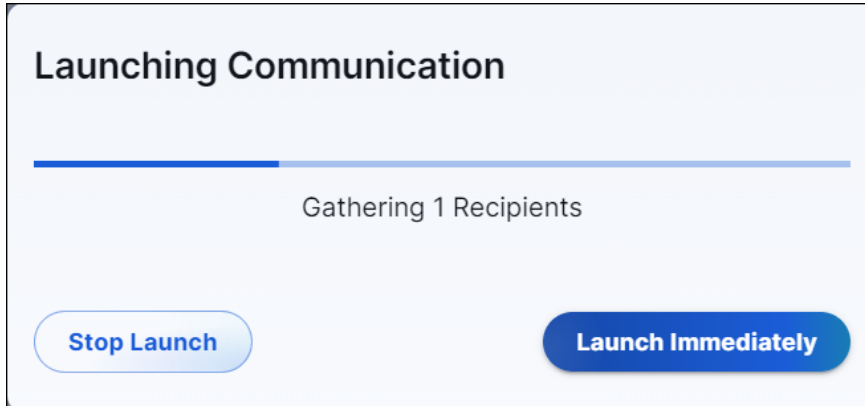 Launching Communication
Gathering 1 Recipients
Stop Launch
Launch Immediately